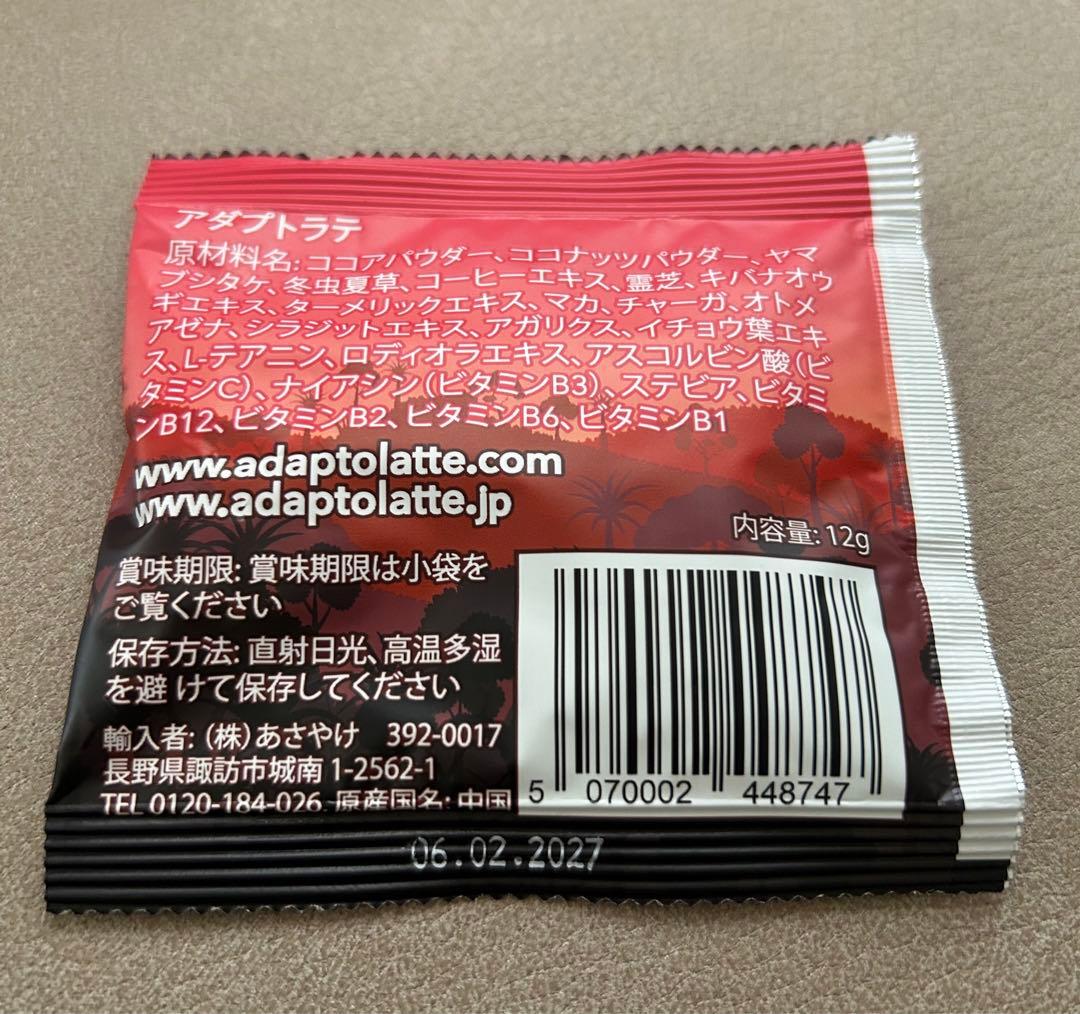 アダプトラテ
原材料名: ココアパウダー、ココナッツパウダー、ヤマ
ブシタケ、冬虫夏草、コーヒーエキス、霊芝、キバナオウ
ギエキス、ターメリックエキス、マカ、チャーガ、オトメ
アゼナ、シラジットエキス、アガリクス、イチョウ葉エキ
ス、L-テアニン、ロディオラエキス、アスコルビン酸（ビ
タミンC）、ナイアシン（ビタミンB3）、ステビア、ビタミ
ンB12、ビタミンB2、ビタミンB6、ビタミンB1
www.adaptolatte.com
www.adaptolatte.jp
内容量: 12g
賞味期限: 賞味期限は小袋を
ご覧ください
保存方法: 直射日光、高温多湿
を避 けて保存してください
輸入者:（株）あさやけ　392-0017
長野県諏訪市城南 1-2562-1
TEL 0120-184-026 原産国名: 中国
5 070002 448747
06.02.2027